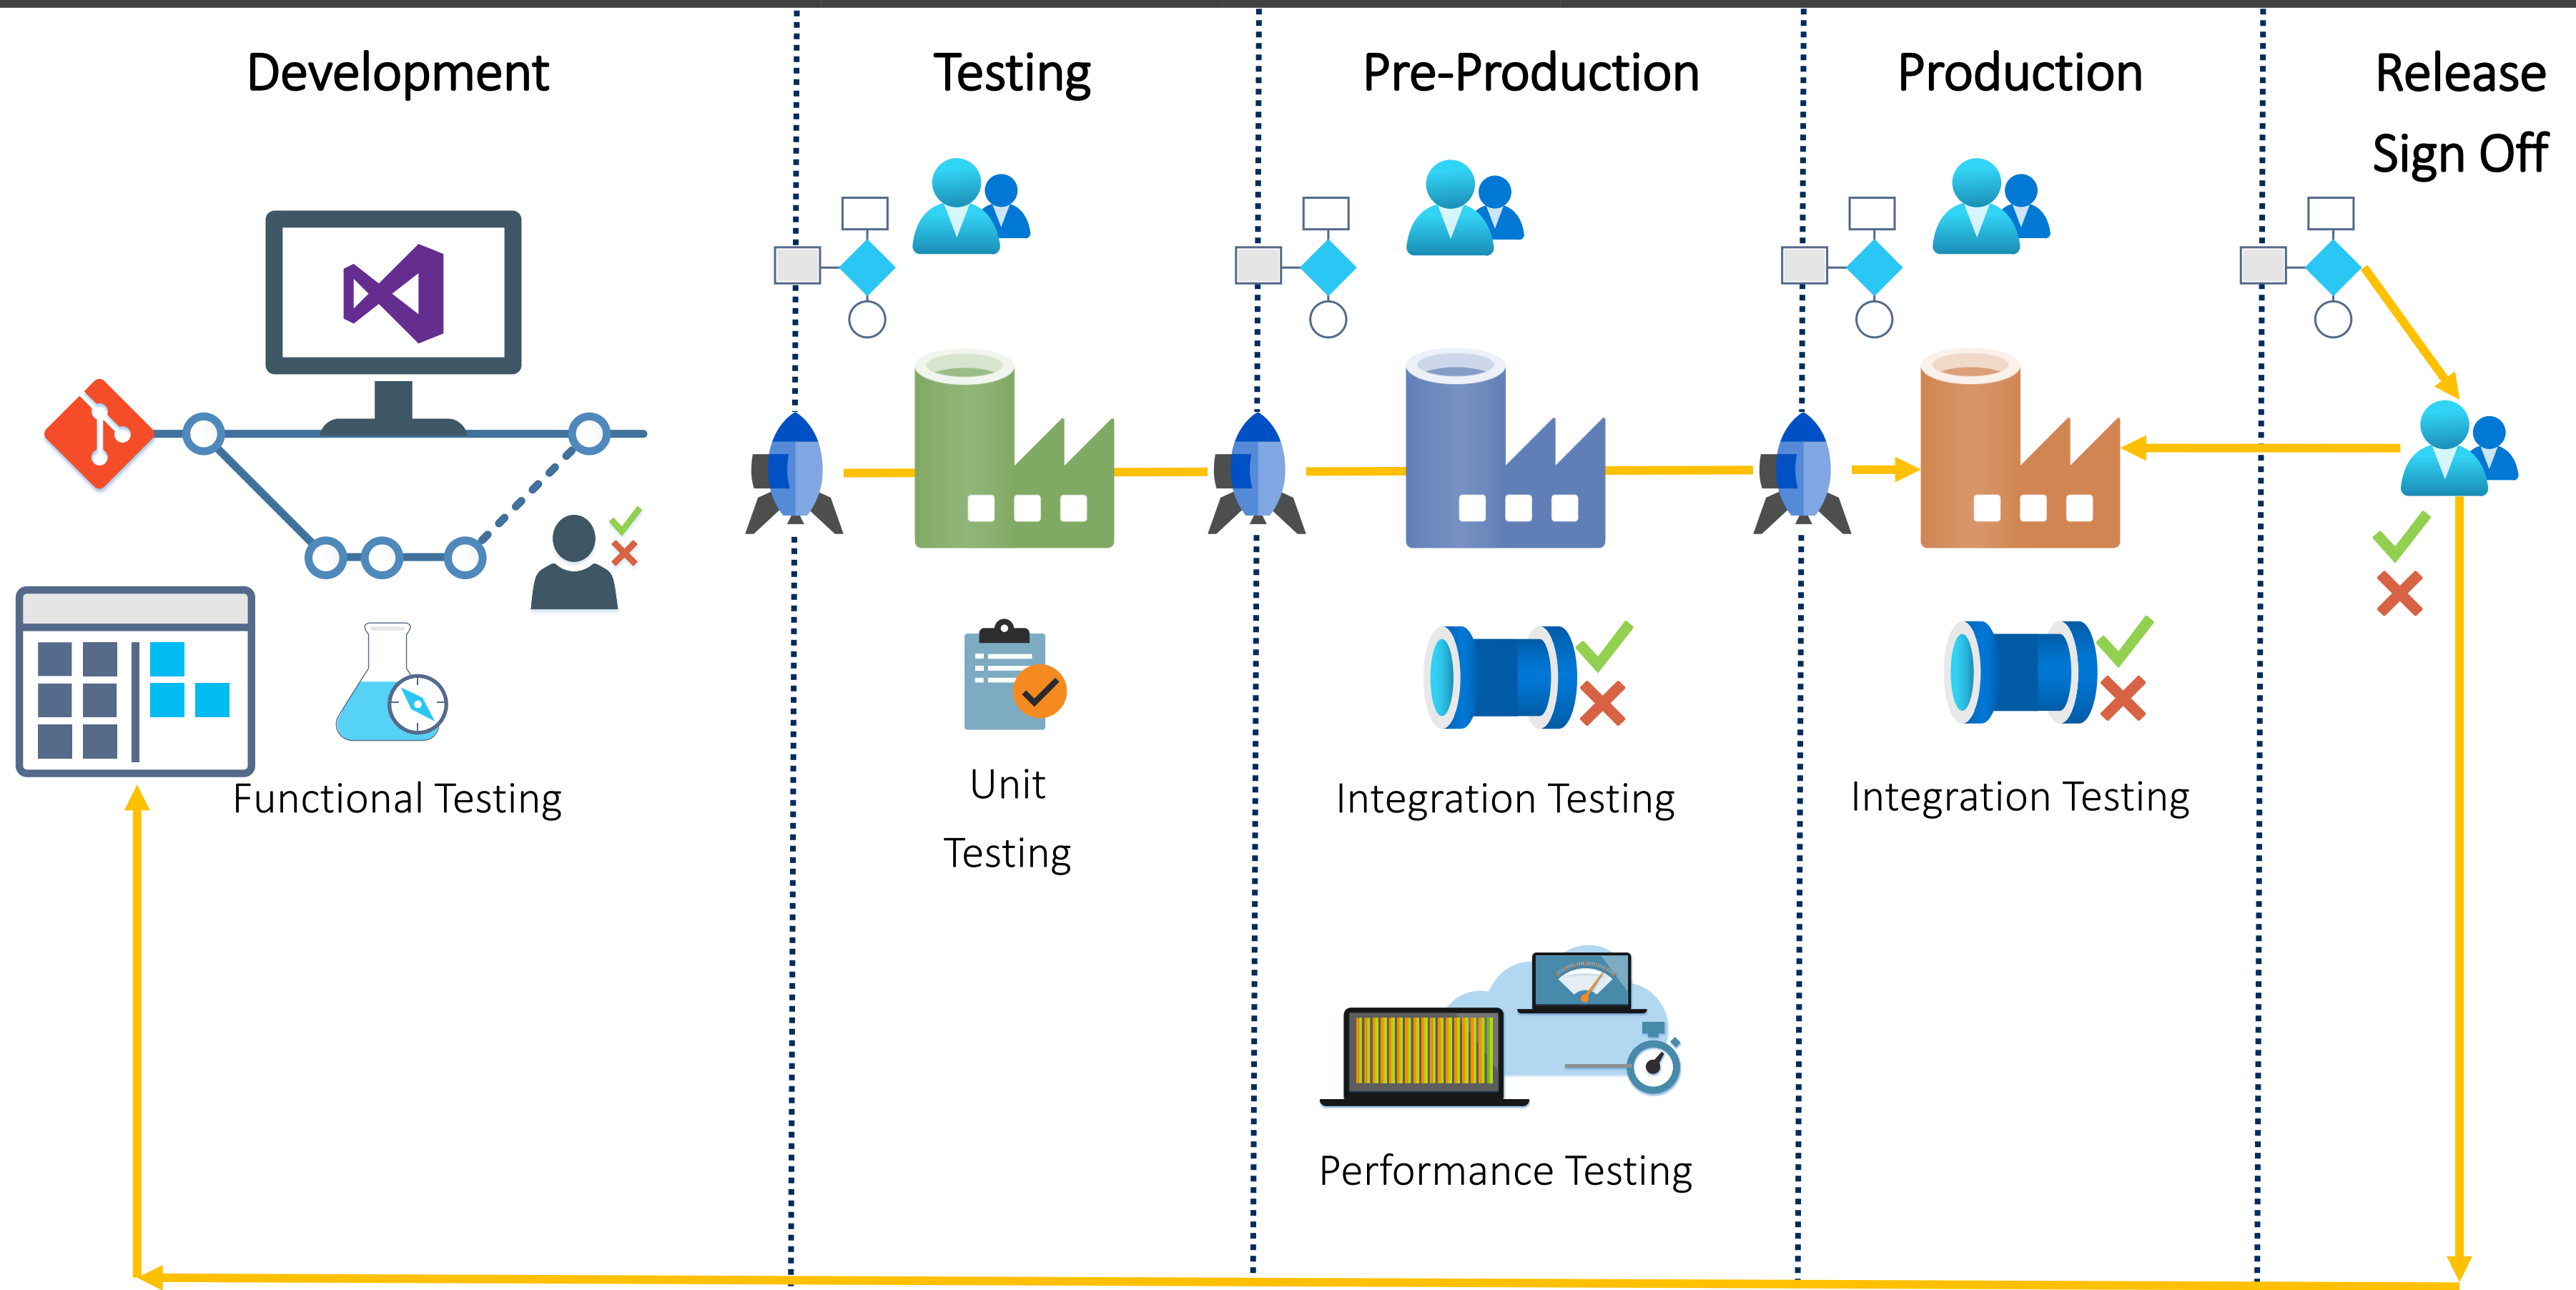 Development
Testing
Pre-Production
Production
Release
Sign Off
Functional Testing
Unit
Testing
Integration Testing
Integration Testing
Performance Testing